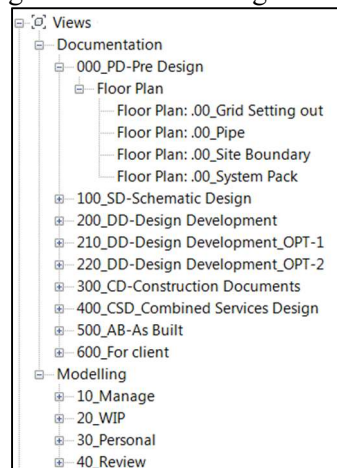 Views
Documentation
000_PD-Pre Design
Floor Plan
Floor Plan: .00_Grid Setting out
Floor Plan: .00_Pipe
Floor Plan: .00_Site Boundary
Floor Plan: .00_System Pack
100_SD-Schematic Design
200_DD-Design Development
210_DD-Design Development_OPT-1
220_DD-Design Development_OPT-2
300_CD-Construction Documents
400_CSD_Combined Services Design
500_AB-As Built
600_For client
Modelling
10_Manage
20_WIP
30_Personal
40_Review